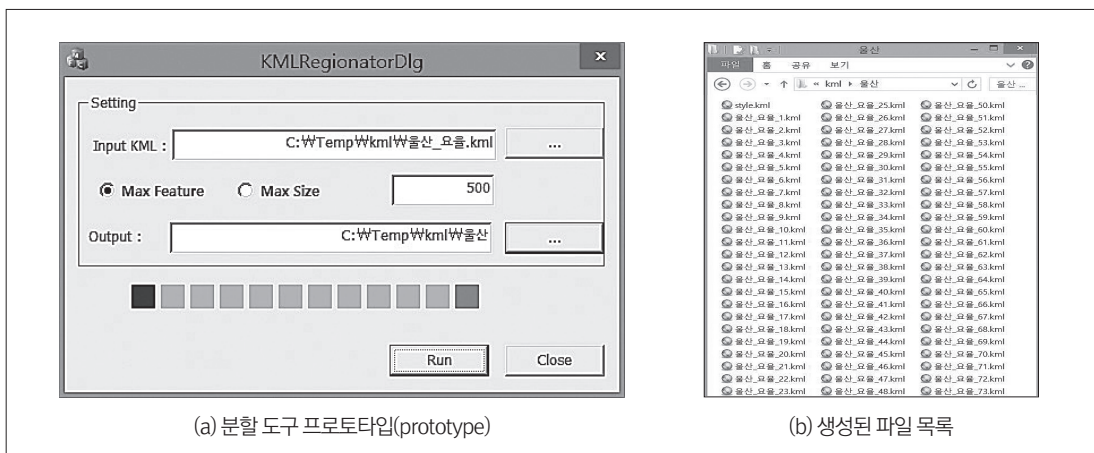 KMLRegionatorDlg
Setting
Input KML : C:₩Temp₩kml₩울산_요율.kml ...
Max Feature Max Size 500
Output : C:₩Temp₩kml₩울산 ...
Run Close
(a) 분할 도구 프로토타입(prototype)
울산
파일 홈 공유 보기
« kml ▸ 울산 울산 ...
style.kml 울산_요율_25.kml 울산_요율_50.kml
울산_요율_1.kml 울산_요율_26.kml 울산_요율_51.kml
울산_요율_2.kml 울산_요율_27.kml 울산_요율_52.kml
울산_요율_3.kml 울산_요율_28.kml 울산_요율_53.kml
울산_요율_4.kml 울산_요율_29.kml 울산_요율_54.kml
울산_요율_5.kml 울산_요율_30.kml 울산_요율_55.kml
울산_요율_6.kml 울산_요율_31.kml 울산_요율_56.kml
울산_요율_7.kml 울산_요율_32.kml 울산_요율_57.kml
울산_요율_8.kml 울산_요율_33.kml 울산_요율_58.kml
울산_요율_9.kml 울산_요율_34.kml 울산_요율_59.kml
울산_요율_10.kml 울산_요율_35.kml 울산_요율_60.kml
울산_요율_11.kml 울산_요율_36.kml 울산_요율_61.kml
울산_요율_12.kml 울산_요율_37.kml 울산_요율_62.kml
울산_요율_13.kml 울산_요율_38.kml 울산_요율_63.kml
울산_요율_14.kml 울산_요율_39.kml 울산_요율_64.kml
울산_요율_15.kml 울산_요율_40.kml 울산_요율_65.kml
울산_요율_16.kml 울산_요율_41.kml 울산_요율_66.kml
울산_요율_17.kml 울산_요율_42.kml 울산_요율_67.kml
울산_요율_18.kml 울산_요율_43.kml 울산_요율_68.kml
울산_요율_19.kml 울산_요율_44.kml 울산_요율_69.kml
울산_요율_20.kml 울산_요율_45.kml 울산_요율_70.kml
울산_요율_21.kml 울산_요율_46.kml 울산_요율_71.kml
울산_요율_22.kml 울산_요율_47.kml 울산_요율_72.kml
울산_요율_23.kml 울산_요율_48.kml 울산_요율_73.kml
(b) 생성된 파일 목록